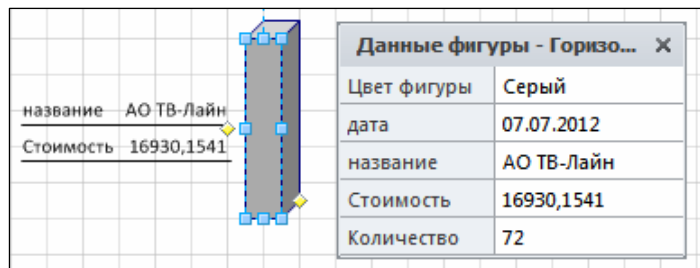 название АО ТВ-Лайн
Стоимость 16930,1541
Данные фигуры - Горизо...
Цвет фигуры Серый
дата 07.07.2012
название АО ТВ-Лайн
Стоимость 16930,1541
Количество 72